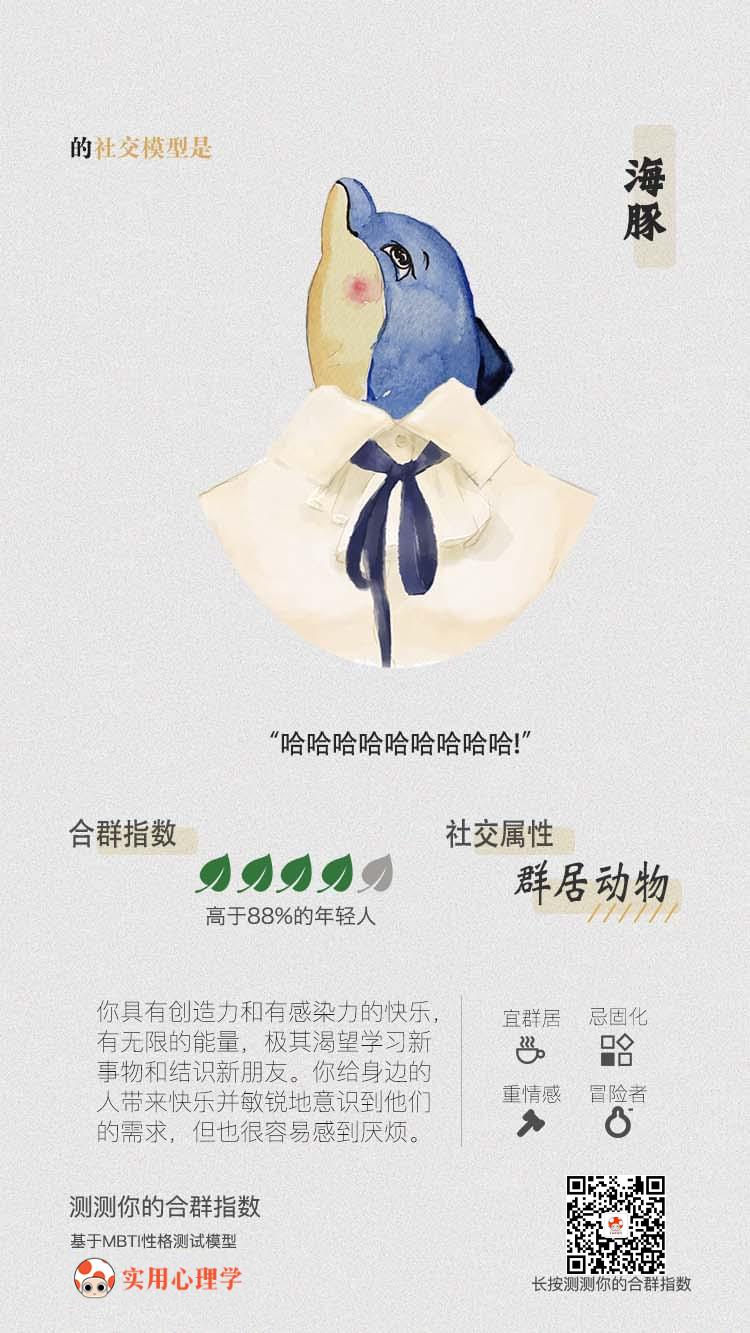 的社交模型是
海豚
“哈哈哈哈哈哈哈哈哈!”
合群指数
高于88%的年轻人
社交属性
群居动物
你具有创造力和有感染力的快乐，
有无限的能量，极其渴望学习新
事物和结识新朋友。你给身边的
人带来快乐并敏锐地意识到他们
的需求，但也很容易感到厌烦。
宜群居
忌固化
重情感
冒险者
测测你的合群指数
基于MBTI性格测试模型
实用心理学
长按测测你的合群指数